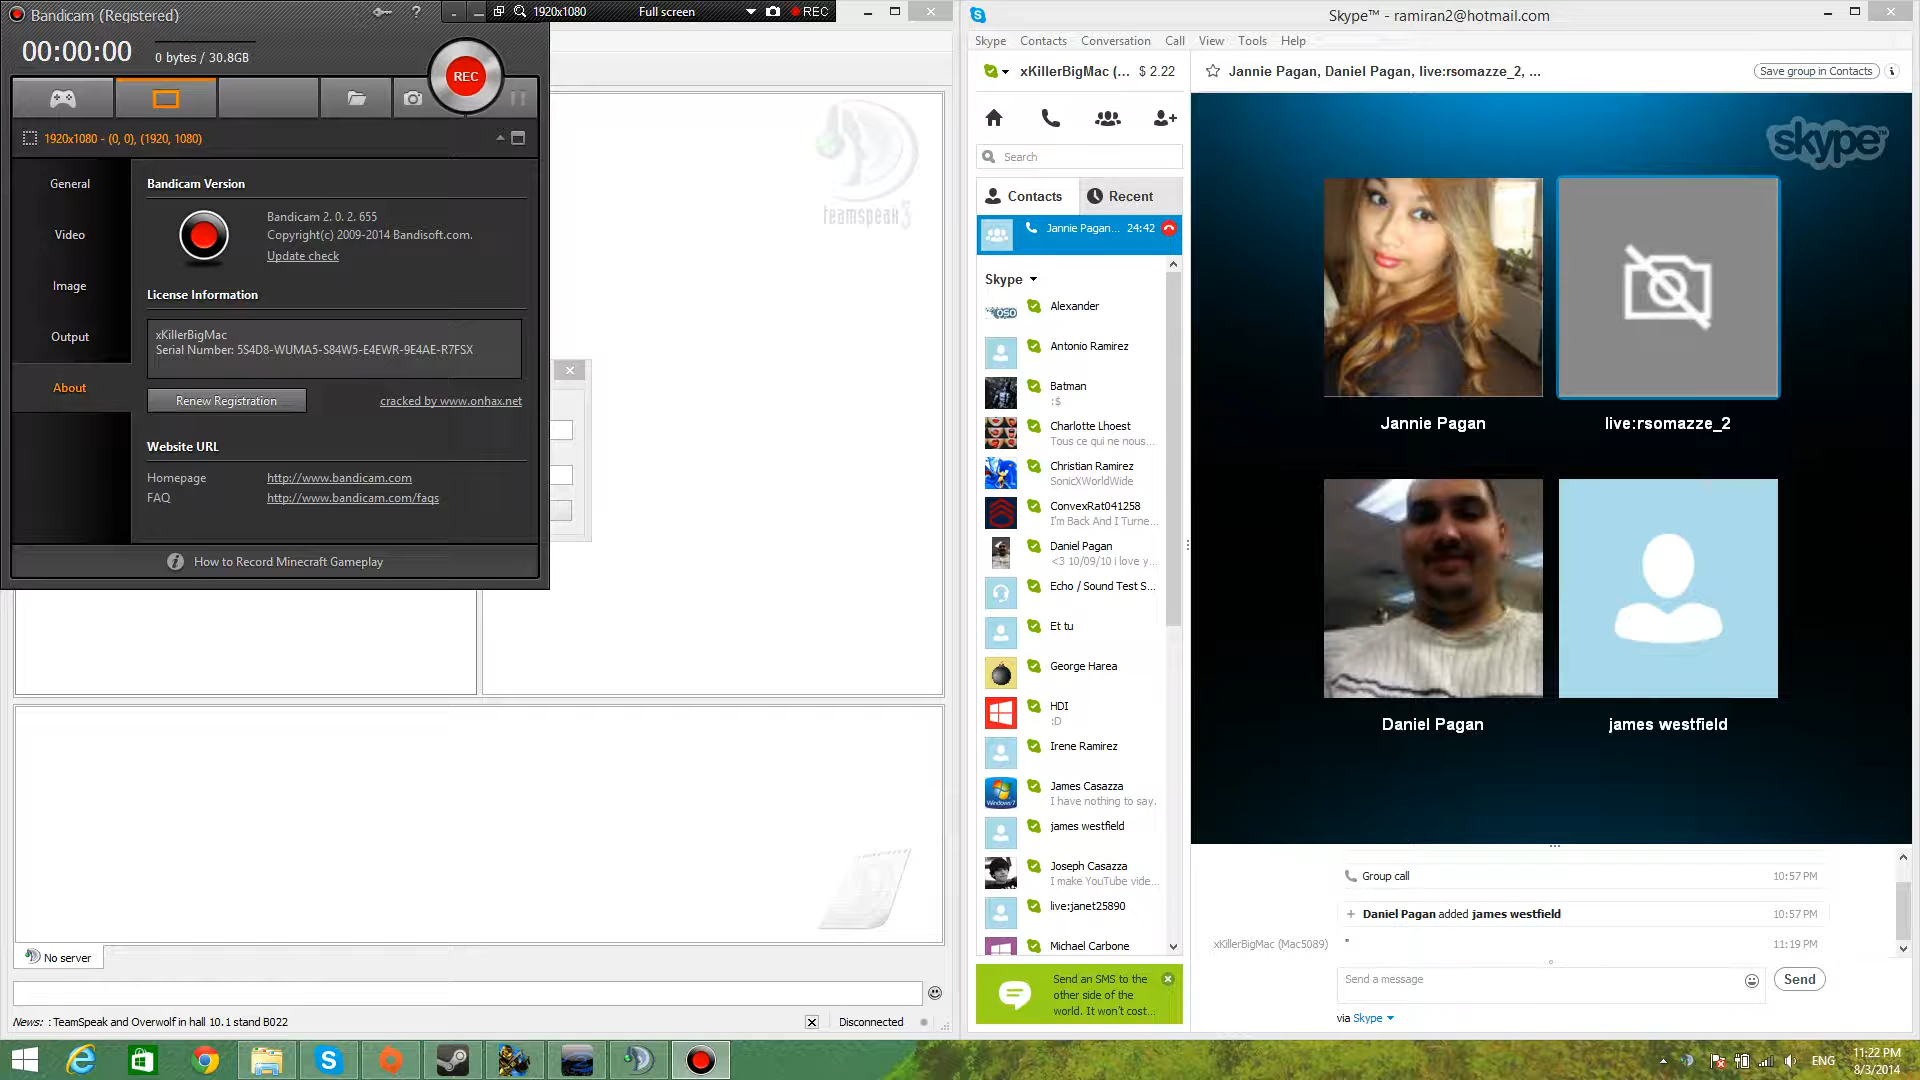 Bandicam (Registered)
1920x1080
Full screen
REC
00:00:00
0 bytes / 30.8GB
REC
1920x1080 - (0, 0), (1920, 1080)
General
Video
Image
Output
About
Bandicam Version
Bandicam 2. 0. 2. 655
Copyright(c) 2009-2014 Bandisoft.com.
Update check
License Information
xKillerBigMac
Serial Number: 5S4D8-WUMA5-S84W5-E4EWR-9E4AE-R7FSX
Renew Registration
cracked by www.onhax.net
Website URL
Homepage
http://www.bandicam.com
FAQ
http://www.bandicam.com/faqs
How to Record Minecraft Gameplay
teamspeak3
No server
News: : TeamSpeak and Overwolf in hall 10.1 stand B022
Disconnected
Skype™ - ramiran2@hotmail.com
Skype
Contacts
Conversation
Call
View
Tools
Help
xKillerBigMac (...
$ 2.22
Search
Contacts
Recent
Jannie Pagan...
24:42
Skype
Alexander
Antonio Ramirez
Batman
:$
Charlotte Lhoest
Tous ce qui ne nous...
Christian Ramirez
SonicXWorldWide
ConvexRat041258
I'm Back And I Turne...
Daniel Pagan
<3 10/09/10 i love y...
Echo / Sound Test S...
Et tu
George Harea
HDI
:D
Irene Ramirez
James Casazza
I have nothing to say.
james westfield
Joseph Casazza
I make YouTube vide...
live:janet25890
Michael Carbone
Windows 7
Send an SMS to the
other side of the
world. It won't cost...
Jannie Pagan, Daniel Pagan, live:rsomazze_2, ...
Save group in Contacts
skype™
Jannie Pagan
live:rsomazze_2
Daniel Pagan
james westfield
Group call
10:57 PM
Daniel Pagan added james westfield
10:57 PM
xKillerBigMac (Mac5089)
"
11:19 PM
Send a message
Send
via Skype
ENG
11:22 PM
8/3/2014